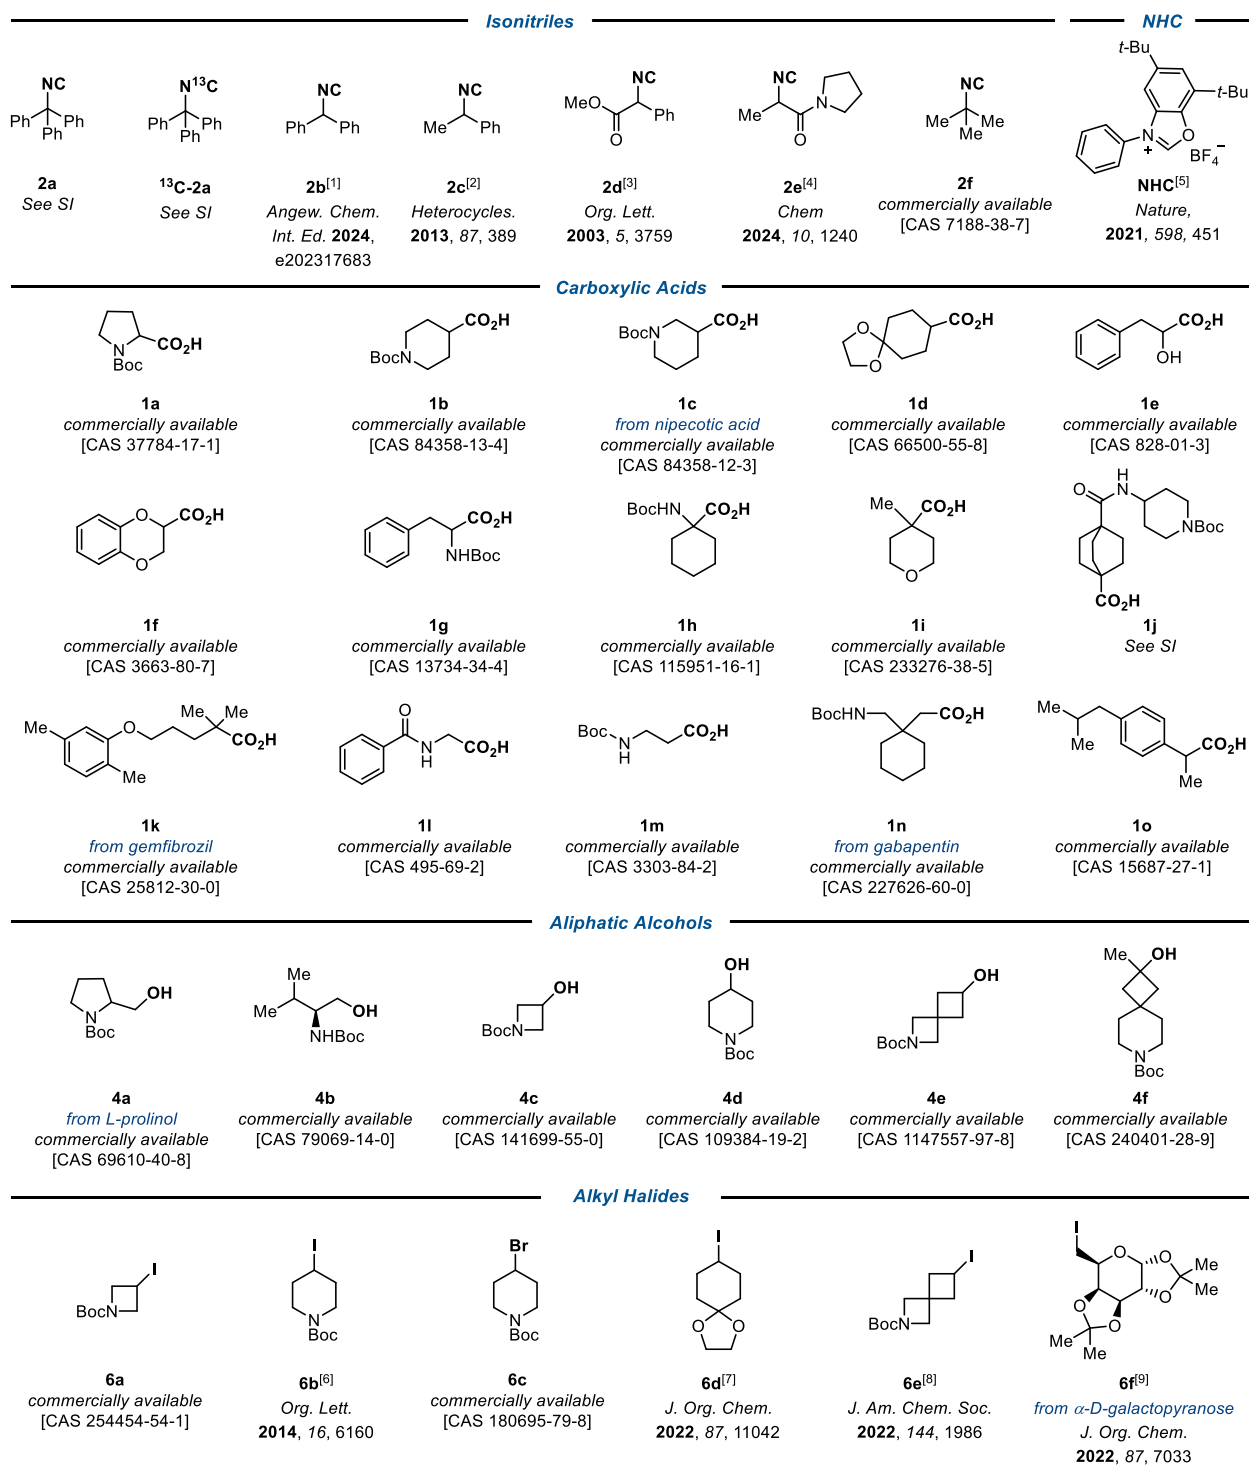 Isonitriles
NHC
NC
Ph
Ph
Ph
2a
See SI
N¹³C
Ph
Ph
Ph
¹³C-2a
See SI
NC
Ph
Ph
2b[1]
Angew. Chem.
Int. Ed. 2024,
e202317683
NC
Me
Ph
2c[2]
Heterocycles.
2013, 87, 389
NC
MeO
Ph
O
2d[3]
Org. Lett.
2003, 5, 3759
NC
Me
N
O
2e[4]
Chem
2024, 10, 1240
NC
Me
Me
Me
2f
commercially available
[CAS 7188-38-7]
t-Bu
t-Bu
N
+
O
BF₄⁻
NHC[5]
Nature,
2021, 598, 451
Carboxylic Acids
N
Boc
CO₂H
1a
commercially available
[CAS 37784-17-1]
CO₂H
BocN
1b
commercially available
[CAS 84358-13-4]
BocN
CO₂H
1c
from nipecotic acid
commercially available
[CAS 84358-12-3]
O
O
CO₂H
1d
commercially available
[CAS 66500-55-8]
CO₂H
OH
1e
commercially available
[CAS 828-01-3]
O
O
CO₂H
1f
commercially available
[CAS 3663-80-7]
CO₂H
NHBoc
1g
commercially available
[CAS 13734-34-4]
BocHN
CO₂H
1h
commercially available
[CAS 115951-16-1]
Me
CO₂H
O
1i
commercially available
[CAS 233276-38-5]
O
H
N
NBoc
CO₂H
1j
See SI
Me
O
Me
Me
Me
CO₂H
1k
from gemfibrozil
commercially available
[CAS 25812-30-0]
O
N
H
CO₂H
1l
commercially available
[CAS 495-69-2]
Boc
N
H
CO₂H
1m
commercially available
[CAS 3303-84-2]
BocHN
CO₂H
1n
from gabapentin
commercially available
[CAS 227626-60-0]
Me
Me
CO₂H
Me
1o
commercially available
[CAS 15687-27-1]
Aliphatic Alcohols
N
Boc
OH
4a
from L-prolinol
commercially available
[CAS 69610-40-8]
Me
Me
OH
NHBoc
4b
commercially available
[CAS 79069-14-0]
OH
BocN
4c
commercially available
[CAS 141699-55-0]
OH
N
Boc
4d
commercially available
[CAS 109384-19-2]
OH
BocN
4e
commercially available
[CAS 1147557-97-8]
Me
OH
N
Boc
4f
commercially available
[CAS 240401-28-9]
Alkyl Halides
I
BocN
6a
commercially available
[CAS 254454-54-1]
I
N
Boc
6b[6]
Org. Lett.
2014, 16, 6160
Br
N
Boc
6c
commercially available
[CAS 180695-79-8]
I
O
O
6d[7]
J. Org. Chem.
2022, 87, 11042
I
BocN
6e[8]
J. Am. Chem. Soc.
2022, 144, 1986
I
O
O
O
O
O
Me
Me
Me
Me
6f[9]
from α-D-galactopyranose
J. Org. Chem.
2022, 87, 7033